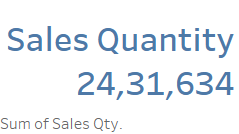 Sales Quantity
24,31,634
Sum of Sales Qty.